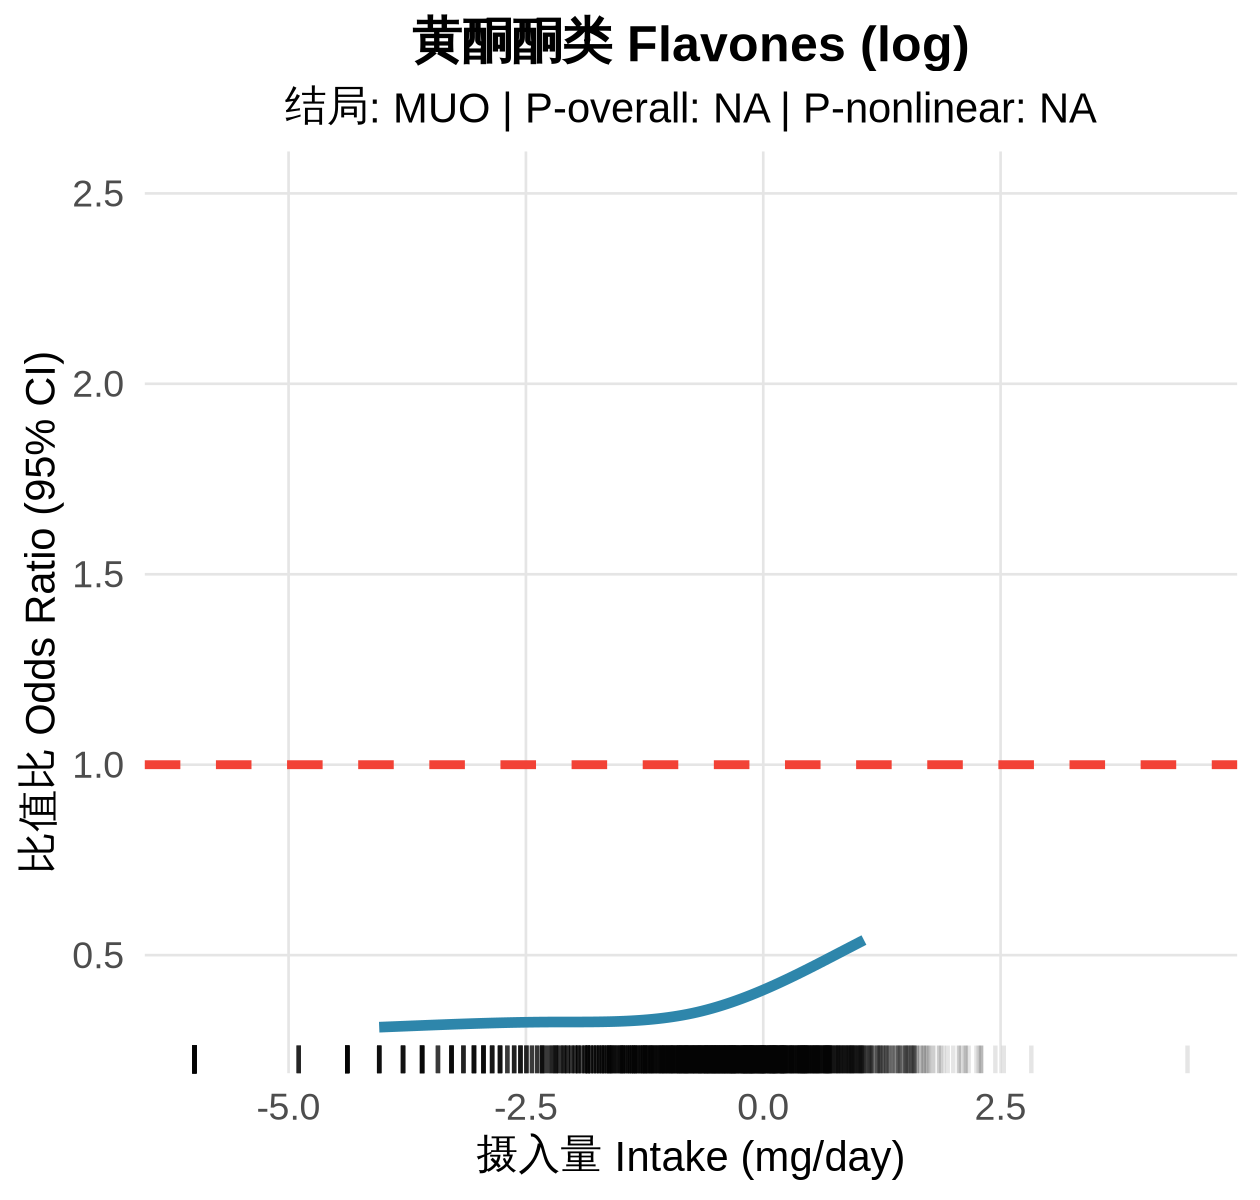 黄酮酮类 Flavones (log)
结局: MUO | P-overall: NA | P-nonlinear: NA
比值比 Odds Ratio (95% CI)
2.5
2.0
1.5
1.0
0.5
-5.0
-2.5
0.0
2.5
摄入量 Intake (mg/day)